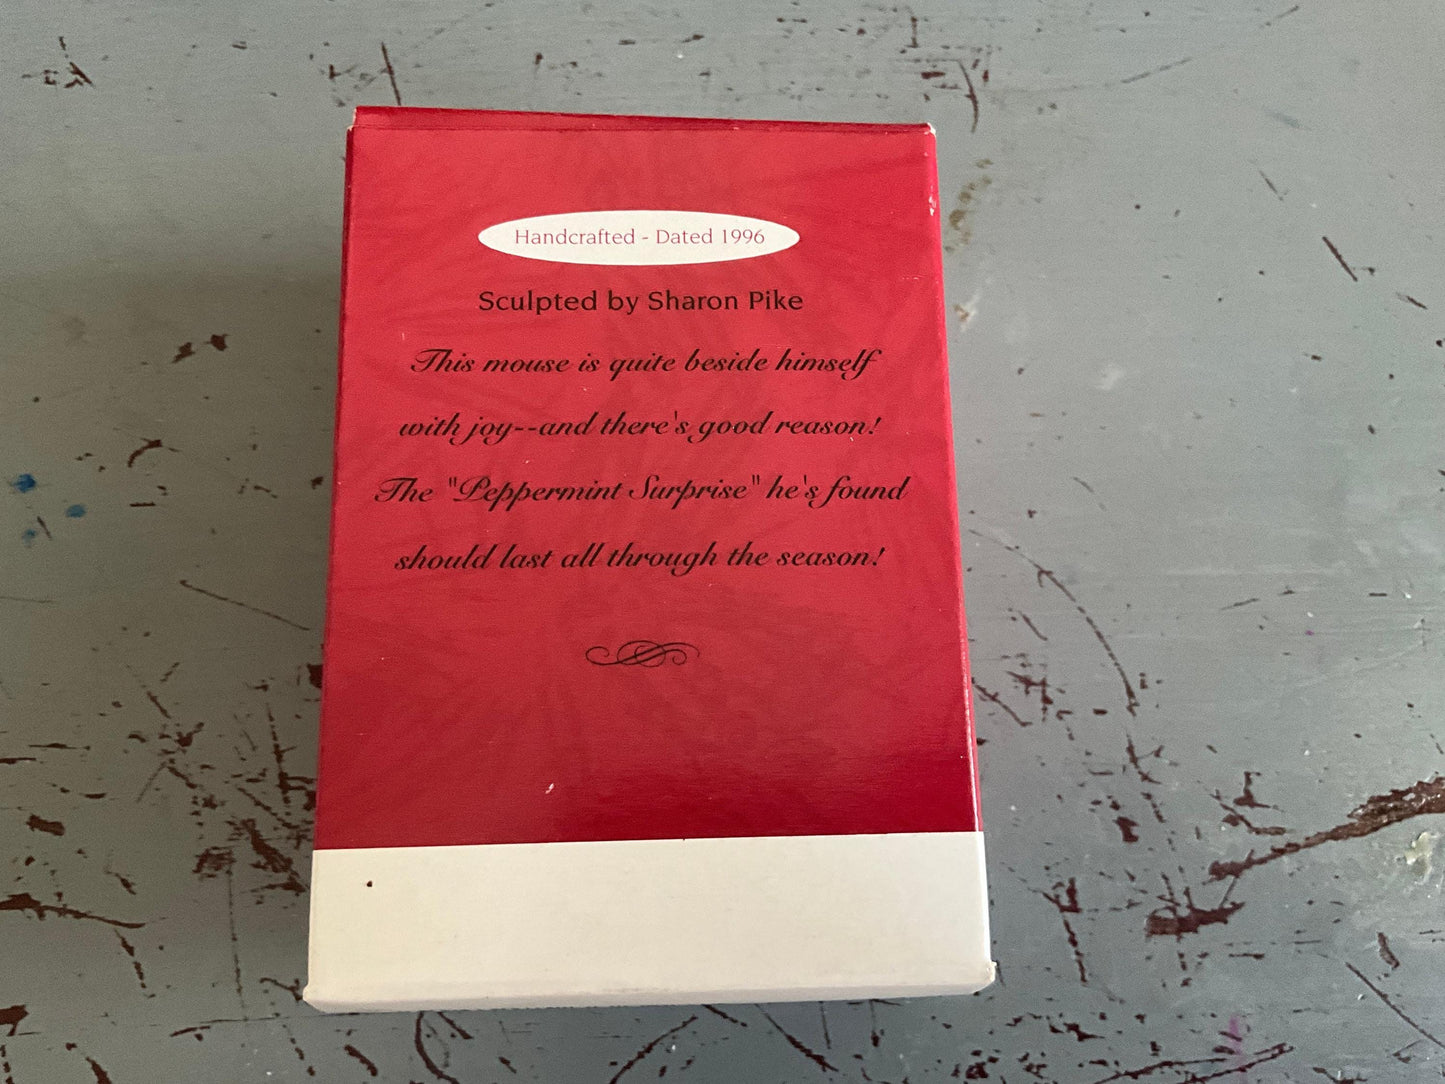 Handcrafted - Dated 1996
Sculpted by Sharon Pike
This mouse is quite beside himself
with joy--and there's good reason!
The "Peppermint Surprise" he's found
should last all through the season!